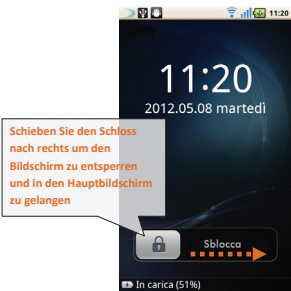 11:20
11:20
2012.05.08 martedì
Schieben Sie den Schloss
nach rechts um den
Bildschirm zu entsperren
und in den Hauptbildschirm
zu gelangen
Sblocca
In carica (51%)